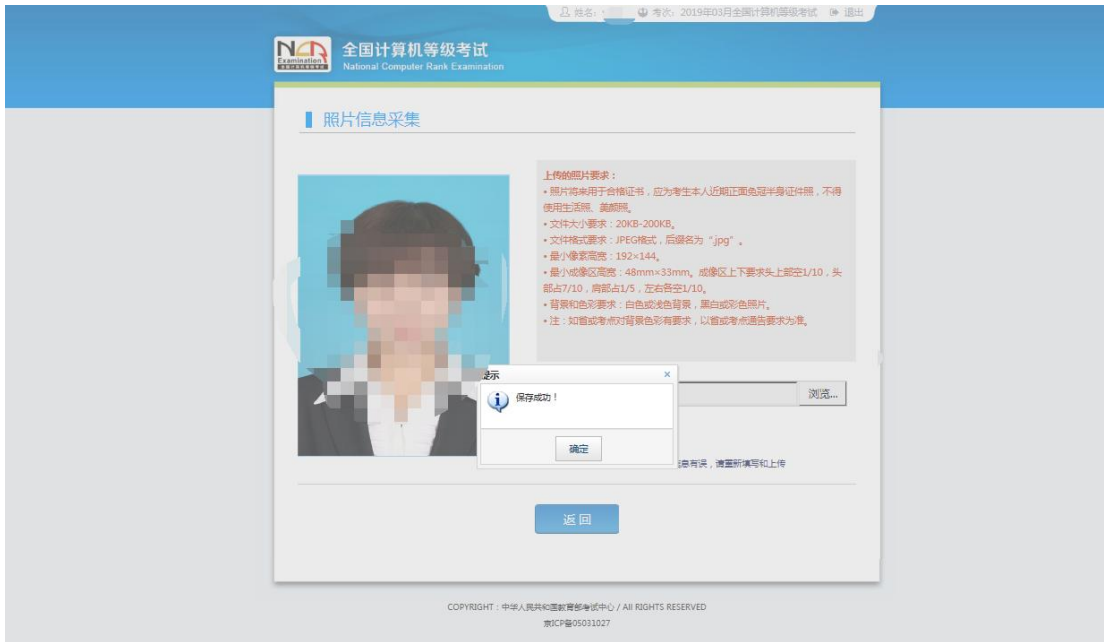 姓名: 考次: 2019年03月全国计算机等级考试 退出
NCR
Examination
全国计算机等级考试
National Computer Rank Examination
照片信息采集
上传的照片要求：
• 照片将来用于合格证书，应为考生本人近期正面免冠半身证件照，不得
使用生活照、美颜照。
• 文件大小要求：20KB-200KB。
• 文件格式要求：JPEG格式，后缀名为“.jpg”。
• 最小像素高宽：192×144。
• 最小成像区高宽：48mm×33mm。成像区上下要求头上部空1/10，头
部占7/10，肩部占1/5，左右各空1/10。
• 背景和色彩要求：白色或浅色背景，黑白或彩色照片。
• 注：如省或考点对背景色彩有要求，以省或考点通告要求为准。
提示
×
保存成功！
浏览...
确定
息有误，请重新填写和上传
返回
COPYRIGHT：中华人民共和国教育部考试中心 / All RIGHTS RESERVED
京ICP备05031027